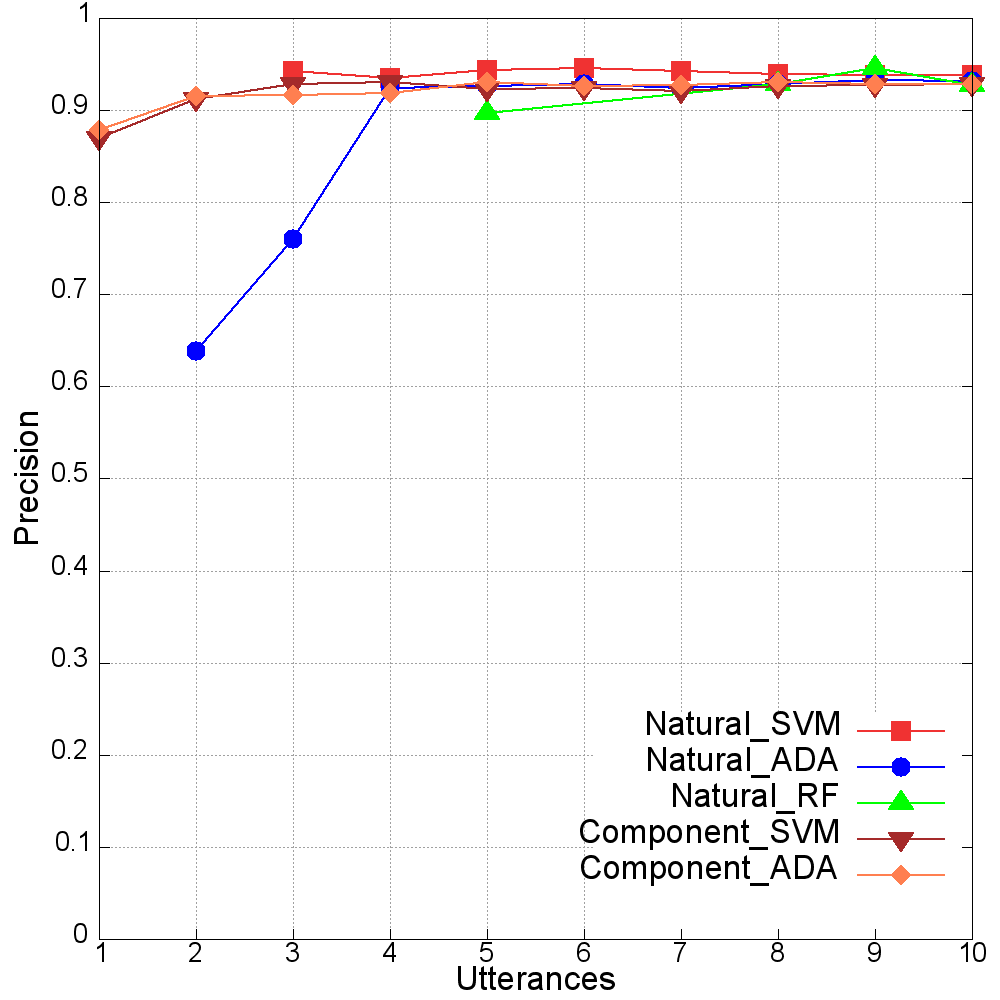 1
0.9
0.8
0.7
0.6
0.5
0.4
0.3
0.2
0.1
0
Precision
Natural_SVM
Natural_ADA
Natural_RF
Component_SVM
Component_ADA
1 2 3 4 5 6 7 8 9 10
Utterances